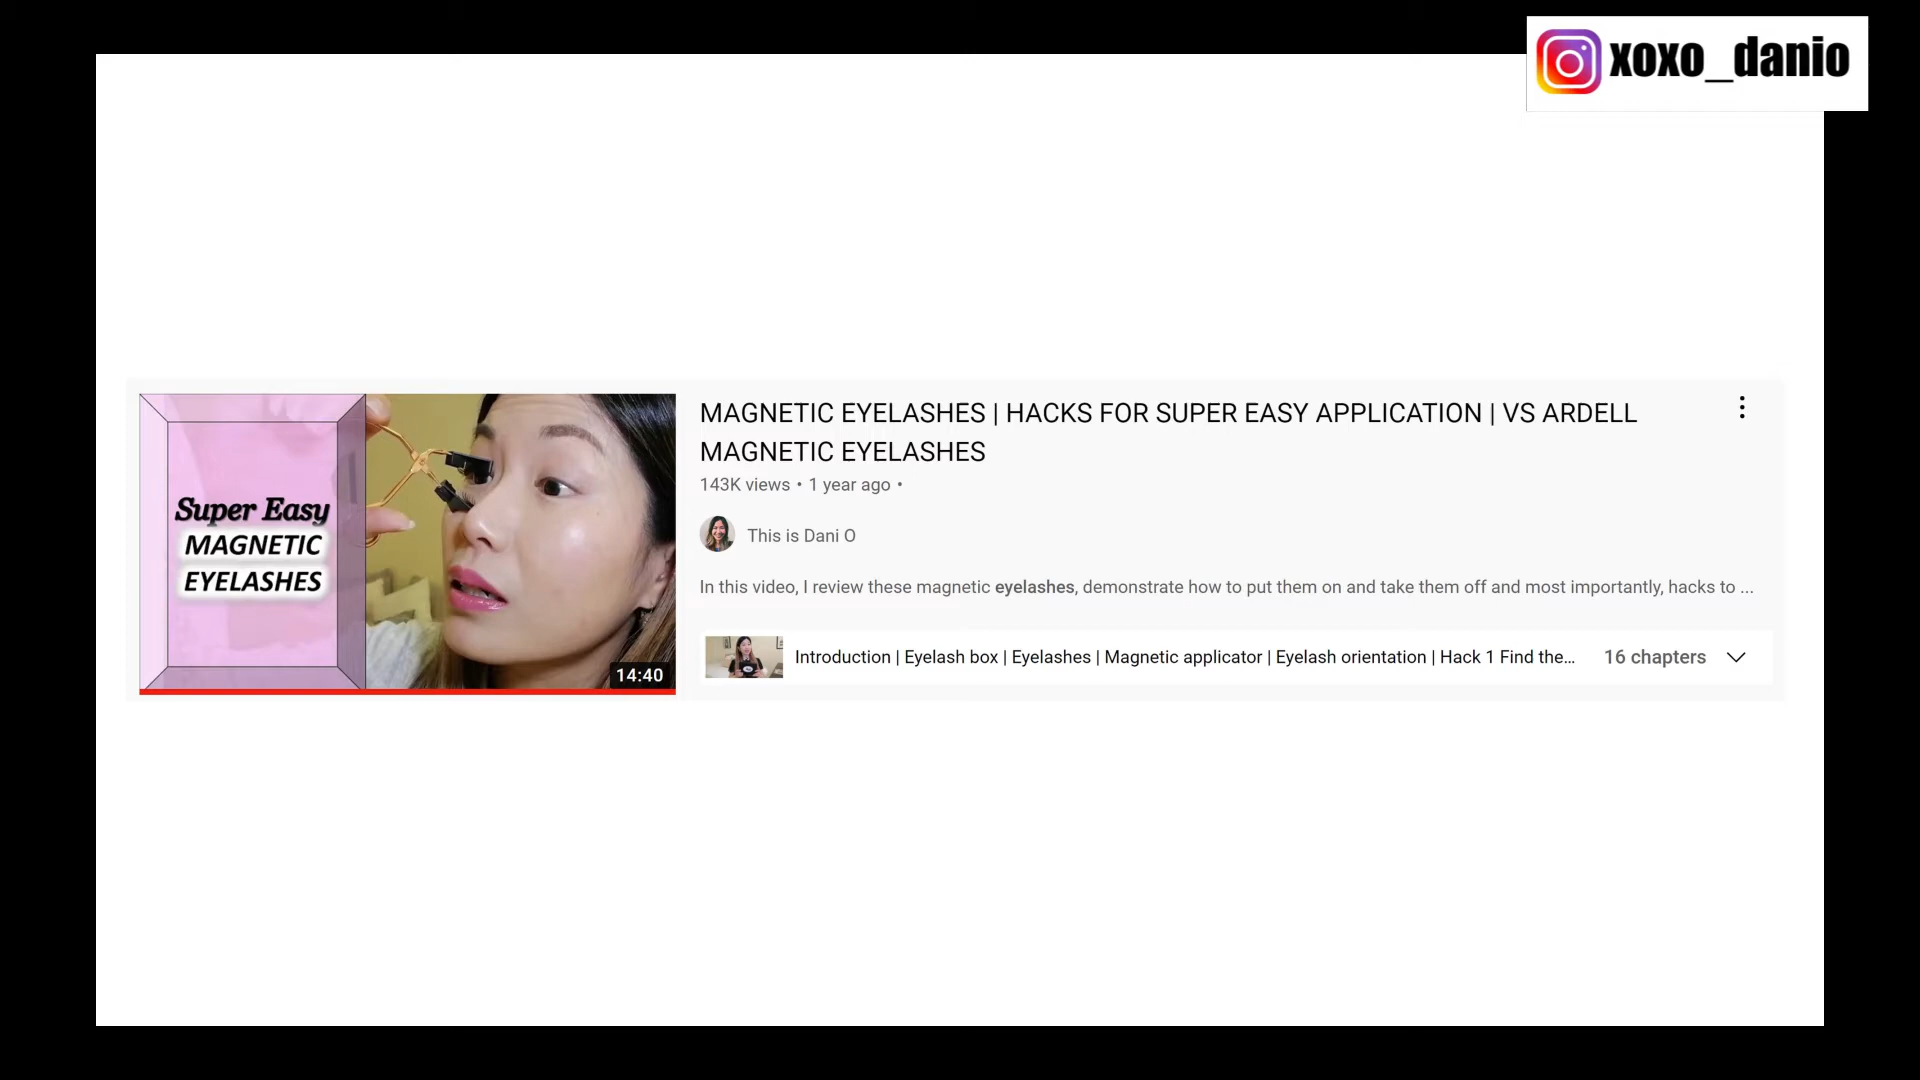 xoxo_danio
Super Easy
MAGNETIC
EYELASHES
14:40
MAGNETIC EYELASHES | HACKS FOR SUPER EASY APPLICATION | VS ARDELL
MAGNETIC EYELASHES
143K views • 1 year ago •
This is Dani O
In this video, I review these magnetic eyelashes, demonstrate how to put them on and take them off and most importantly, hacks to ...
Introduction | Eyelash box | Eyelashes | Magnetic applicator | Eyelash orientation | Hack 1 Find the... 16 chapters